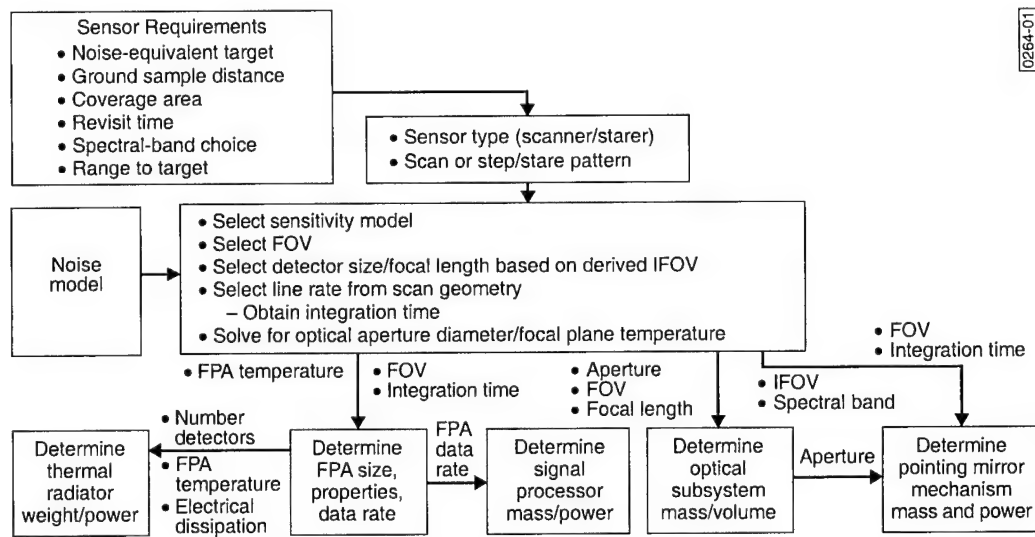 0264-01
Sensor Requirements
• Noise-equivalent target
• Ground sample distance
• Coverage area
• Revisit time
• Spectral-band choice
• Range to target
• Sensor type (scanner/starer)
• Scan or step/stare pattern
Noise
model
• Select sensitivity model
• Select FOV
• Select detector size/focal length based on derived IFOV
• Select line rate from scan geometry
– Obtain integration time
• Solve for optical aperture diameter/focal plane temperature
• FPA temperature
• FOV
• Integration time
• Aperture
• FOV
• Focal length
• IFOV
• Spectral band
• FOV
• Integration time
Determine
thermal
radiator
weight/power
• Number
detectors
• FPA
temperature
• Electrical
dissipation
Determine
FPA size,
properties,
data rate
FPA
data
rate
Determine
signal
processor
mass/power
Determine
optical
subsystem
mass/volume
Aperture
Determine
pointing mirror
mechanism
mass and power